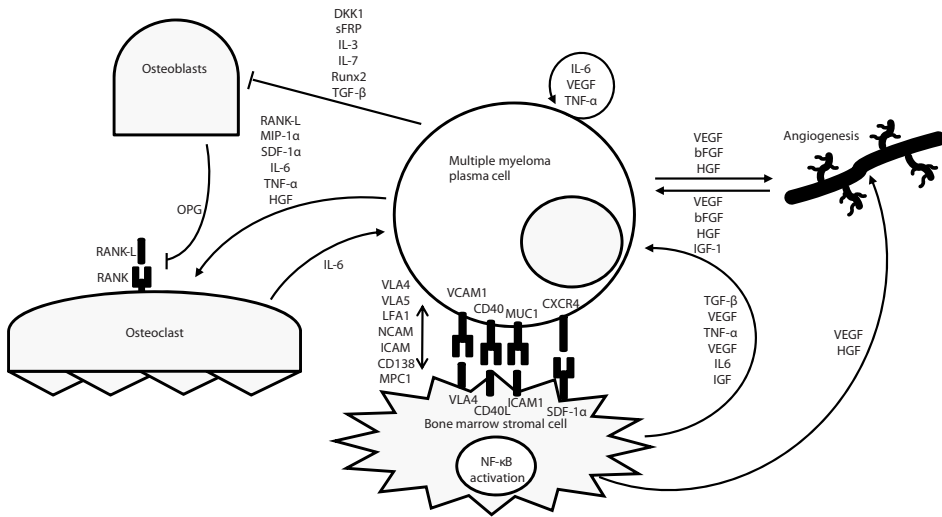 DKK1
sFRP
IL-3
IL-7
Runx2
TGF-β
Osteoblasts
IL-6
VEGF
TNF-α
RANK-L
MIP-1α
SDF-1α
IL-6
TNF-α
HGF
Multiple myeloma
plasma cell
VEGF
bFGF
HGF
Angiogenesis
VEGF
bFGF
HGF
IGF-1
OPG
RANK-L
RANK
IL-6
Osteoclast
VLA4
VLA5
LFA1
NCAM
ICAM
CD138
MPC1
VCAM1
CD40
MUC1
CXCR4
TGF-β
VEGF
TNF-α
VEGF
IL6
IGF
VEGF
HGF
VLA4
CD40L
ICAM1
SDF-1α
Bone marrow stromal cell
NF-κB
activation